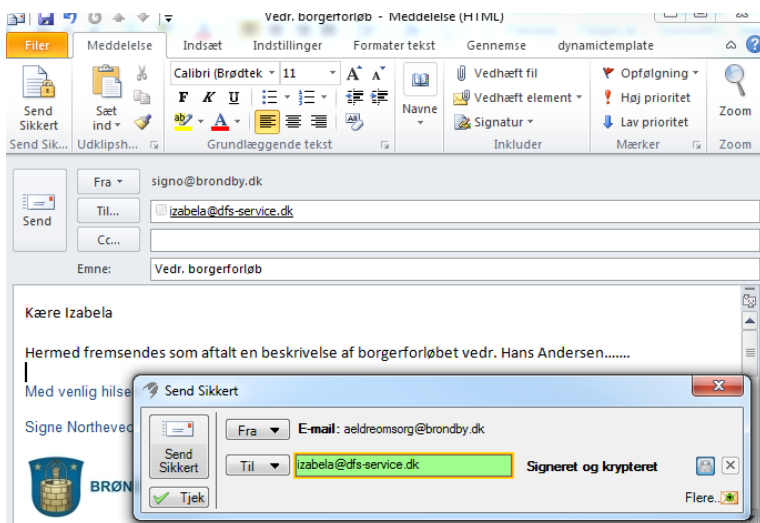 Vedr. borgerforløb - Meddelelse (HTML)
Filer Meddelelse Indsæt Indstillinger Formater tekst Gennemse dynamictemplate
Calibri (Brødtek 11 A A
Vedhæft fil
Opfølgning
F K U
Vedhæft element
Høj prioritet
Send Sikkert
Sæt ind
Navne
ab A
Signatur
Lav prioritet
Zoom
Send Sik... Udklipsh... Grundlæggende tekst Inkluder Mærker Zoom
Fra signo@brondby.dk
Send
Til... izabela@dfs-service.dk
Cc...
Emne: Vedr. borgerforløb
Kære Izabela
Hermed fremsendes som aftalt en beskrivelse af borgerforløbet vedr. Hans Andersen.......
Med venlig hilse
Signe Northeved
BRØN
Send Sikkert
Fra E-mail: aeldreomsorg@brondby.dk
Send Sikkert
Til izabela@dfs-service.dk Signeret og krypteret
Tjek
Flere..